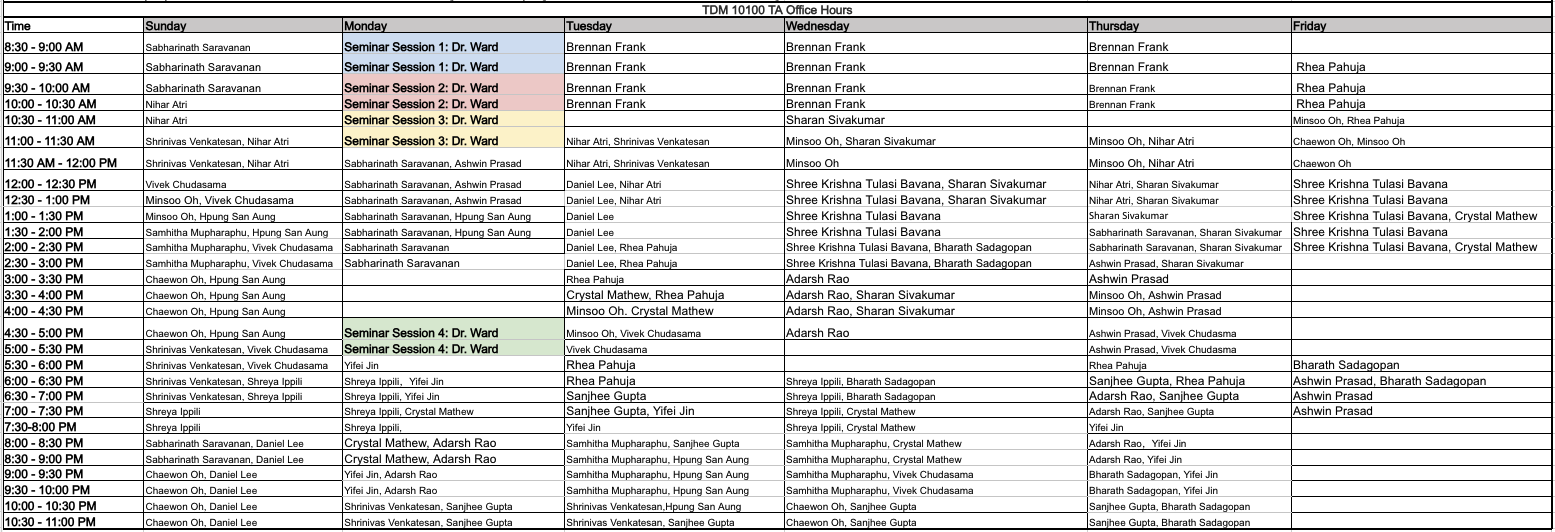 TDM 10100 TA Office Hours
Time Sunday Monday Tuesday Wednesday Thursday Friday
8:30 - 9:00 AM Sabharinath Saravanan Seminar Session 1: Dr. Ward Brennan Frank Brennan Frank Brennan Frank
9:00 - 9:30 AM Sabharinath Saravanan Seminar Session 1: Dr. Ward Brennan Frank Brennan Frank Brennan Frank Rhea Pahuja
9:30 - 10:00 AM Sabharinath Saravanan Seminar Session 2: Dr. Ward Brennan Frank Brennan Frank Brennan Frank Rhea Pahuja
10:00 - 10:30 AM Nihar Atri Seminar Session 2: Dr. Ward Brennan Frank Brennan Frank Brennan Frank Rhea Pahuja
10:30 - 11:00 AM Nihar Atri Seminar Session 3: Dr. Ward Sharan Sivakumar Minsoo Oh, Rhea Pahuja
11:00 - 11:30 AM Shrinivas Venkatesan, Nihar Atri Seminar Session 3: Dr. Ward Nihar Atri, Shrinivas Venkatesan Minsoo Oh, Sharan Sivakumar Minsoo Oh, Nihar Atri Chaewon Oh, Minsoo Oh
11:30 AM - 12:00 PM Shrinivas Venkatesan, Nihar Atri Sabharinath Saravanan, Ashwin Prasad Nihar Atri, Shrinivas Venkatesan Minsoo Oh Minsoo Oh, Nihar Atri Chaewon Oh
12:00 - 12:30 PM Vivek Chudasama Sabharinath Saravanan, Ashwin Prasad Daniel Lee, Nihar Atri Shree Krishna Tulasi Bavana, Sharan Sivakumar Nihar Atri, Sharan Sivakumar Shree Krishna Tulasi Bavana
12:30 - 1:00 PM Minsoo Oh, Vivek Chudasama Sabharinath Saravanan, Ashwin Prasad Daniel Lee, Nihar Atri Shree Krishna Tulasi Bavana, Sharan Sivakumar Nihar Atri, Sharan Sivakumar Shree Krishna Tulasi Bavana
1:00 - 1:30 PM Minsoo Oh, Hpung San Aung Sabharinath Saravanan, Hpung San Aung Daniel Lee Shree Krishna Tulasi Bavana Sharan Sivakumar Shree Krishna Tulasi Bavana, Crystal Mathew
1:30 - 2:00 PM Samhitha Mupharaphu, Hpung San Aung Sabharinath Saravanan, Hpung San Aung Daniel Lee Shree Krishna Tulasi Bavana Sabharinath Saravanan, Sharan Sivakumar Shree Krishna Tulasi Bavana
2:00 - 2:30 PM Samhitha Mupharaphu, Vivek Chudasama Sabharinath Saravanan Daniel Lee, Rhea Pahuja Shree Krishna Tulasi Bavana, Bharath Sadagopan Sabharinath Saravanan, Sharan Sivakumar Shree Krishna Tulasi Bavana, Crystal Mathew
2:30 - 3:00 PM Samhitha Mupharaphu, Vivek Chudasama Sabharinath Saravanan Daniel Lee, Rhea Pahuja Shree Krishna Tulasi Bavana, Bharath Sadagopan Ashwin Prasad, Sharan Sivakumar
3:00 - 3:30 PM Chaewon Oh, Hpung San Aung Rhea Pahuja Adarsh Rao Ashwin Prasad
3:30 - 4:00 PM Chaewon Oh, Hpung San Aung Crystal Mathew, Rhea Pahuja Adarsh Rao, Sharan Sivakumar Minsoo Oh, Ashwin Prasad
4:00 - 4:30 PM Chaewon Oh, Hpung San Aung Minsoo Oh. Crystal Mathew Adarsh Rao, Sharan Sivakumar Minsoo Oh, Ashwin Prasad
4:30 - 5:00 PM Chaewon Oh, Hpung San Aung Seminar Session 4: Dr. Ward Minsoo Oh, Vivek Chudasama Adarsh Rao Ashwin Prasad, Vivek Chudasma
5:00 - 5:30 PM Shrinivas Venkatesan, Vivek Chudasama Seminar Session 4: Dr. Ward Vivek Chudasama Ashwin Prasad, Vivek Chudasma
5:30 - 6:00 PM Shrinivas Venkatesan, Vivek Chudasama Yifei Jin Rhea Pahuja Rhea Pahuja Bharath Sadagopan
6:00 - 6:30 PM Shrinivas Venkatesan, Shreya Ippili Shreya Ippili, Yifei Jin Rhea Pahuja Shreya Ippili, Bharath Sadagopan Sanjhee Gupta, Rhea Pahuja Ashwin Prasad, Bharath Sadagopan
6:30 - 7:00 PM Shrinivas Venkatesan, Shreya Ippili Shreya Ippili, Yifei Jin Sanjhee Gupta Shreya Ippili, Bharath Sadagopan Adarsh Rao, Sanjhee Gupta Ashwin Prasad
7:00 - 7:30 PM Shreya Ippili Shreya Ippili, Crystal Mathew Sanjhee Gupta, Yifei Jin Shreya Ippili, Crystal Mathew Adarsh Rao, Sanjhee Gupta Ashwin Prasad
7:30-8:00 PM Shreya Ippili Shreya Ippili, Yifei Jin Shreya Ippili, Crystal Mathew Yifei Jin
8:00 - 8:30 PM Sabharinath Saravanan, Daniel Lee Crystal Mathew, Adarsh Rao Samhitha Mupharaphu, Sanjhee Gupta Samhitha Mupharaphu, Crystal Mathew Adarsh Rao, Yifei Jin
8:30 - 9:00 PM Sabharinath Saravanan, Daniel Lee Crystal Mathew, Adarsh Rao Samhitha Mupharaphu, Hpung San Aung Samhitha Mupharaphu, Crystal Mathew Adarsh Rao, Yifei Jin
9:00 - 9:30 PM Chaewon Oh, Daniel Lee Yifei Jin, Adarsh Rao Samhitha Mupharaphu, Hpung San Aung Samhitha Mupharaphu, Vivek Chudasama Bharath Sadagopan, Yifei Jin
9:30 - 10:00 PM Chaewon Oh, Daniel Lee Yifei Jin, Adarsh Rao Samhitha Mupharaphu, Hpung San Aung Samhitha Mupharaphu, Vivek Chudasama Bharath Sadagopan, Yifei Jin
10:00 - 10:30 PM Chaewon Oh, Daniel Lee Shrinivas Venkatesan, Sanjhee Gupta Shrinivas Venkatesan,Hpung San Aung Chaewon Oh, Sanjhee Gupta Sanjhee Gupta, Bharath Sadagopan
10:30 - 11:00 PM Chaewon Oh, Daniel Lee Shrinivas Venkatesan, Sanjhee Gupta Shrinivas Venkatesan, Sanjhee Gupta Chaewon Oh, Sanjhee Gupta Sanjhee Gupta, Bharath Sadagopan